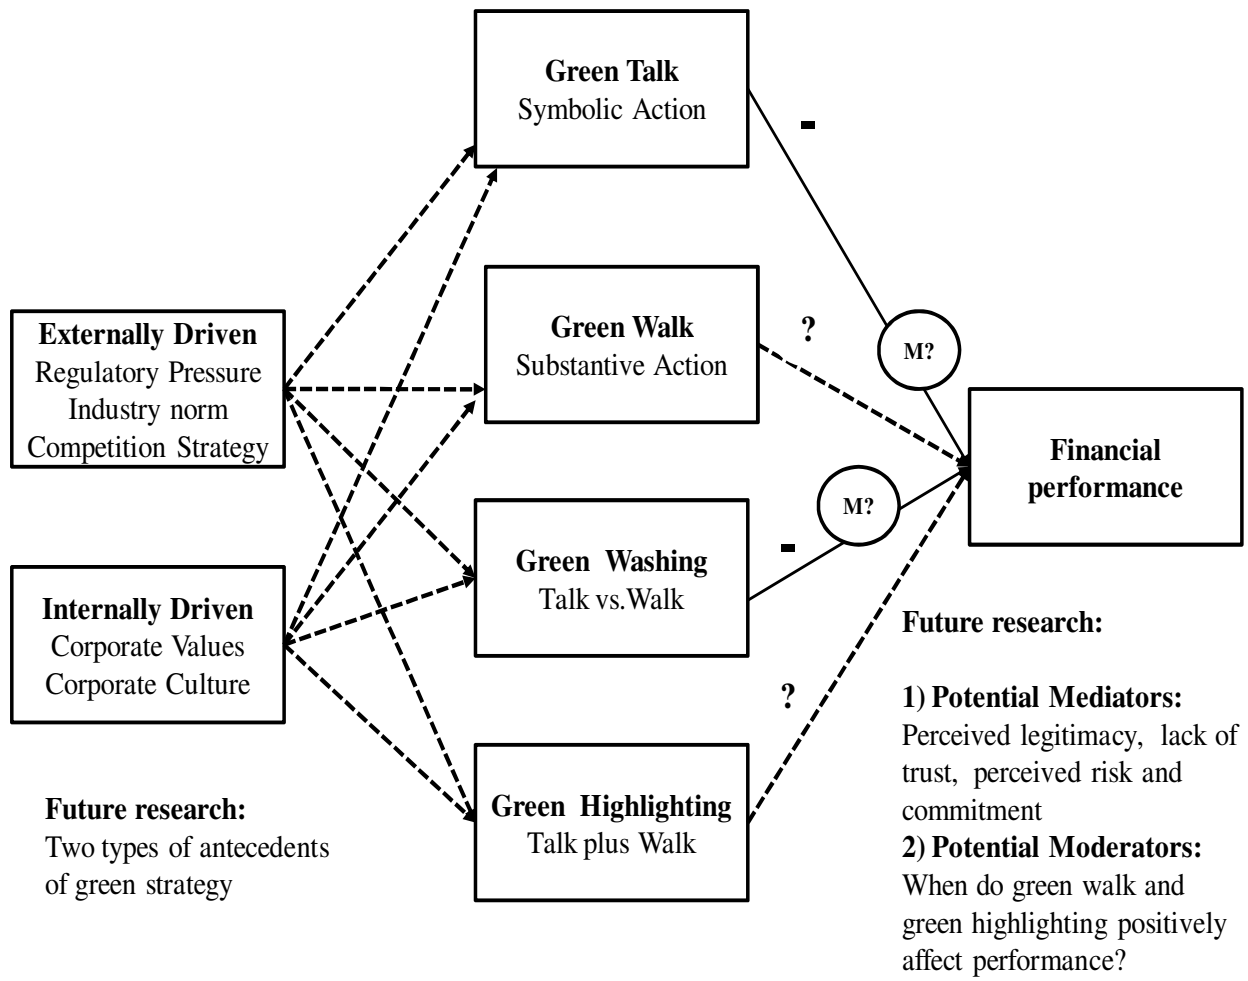 Green Talk
Symbolic Action
-
Externally Driven
Regulatory Pressure
Industry norm
Competition Strategy
Green Walk
Substantive Action
?
M?
Financial
performance
M?
-
Green Washing
Talk vs.Walk
Internally Driven
Corporate Values
Corporate Culture
?
Green Highlighting
Talk plus Walk
Future research:
Two types of antecedents
of green strategy
Future research:
1) Potential Mediators:
Perceived legitimacy, lack of
trust, perceived risk and
commitment
2) Potential Moderators:
When do green walk and
green highlighting positively
affect performance?